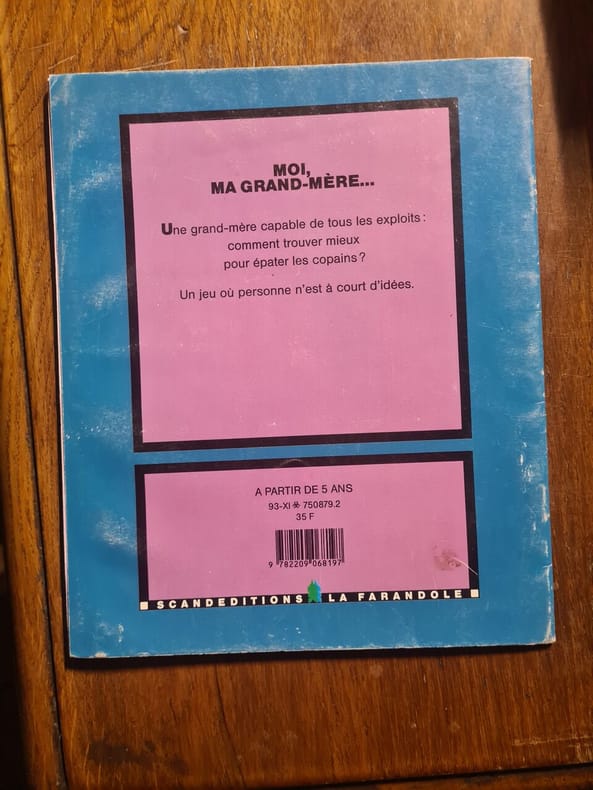 MOI,
MA GRAND-MÈRE...
Une grand-mère capable de tous les exploits :
comment trouver mieux
pour épater les copains ?
Un jeu où personne n'est à court d'idées.
A PARTIR DE 5 ANS
93-XI ※ 750879.2
35 F
9 782209 068197
SCANDEDITIONS LA FARANDOLE